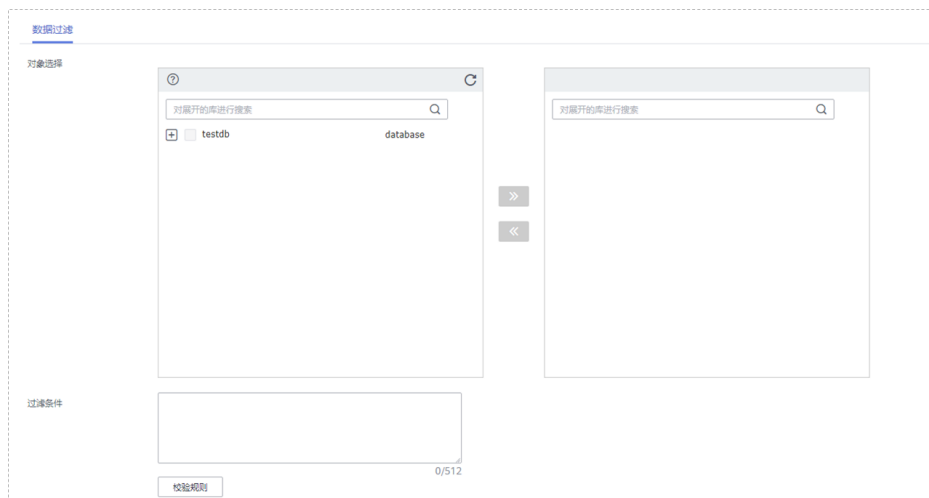 数据过滤
对象选择
对展开的库进行搜索
对展开的库进行搜索
testdb database
过滤条件
0/512
校验规则